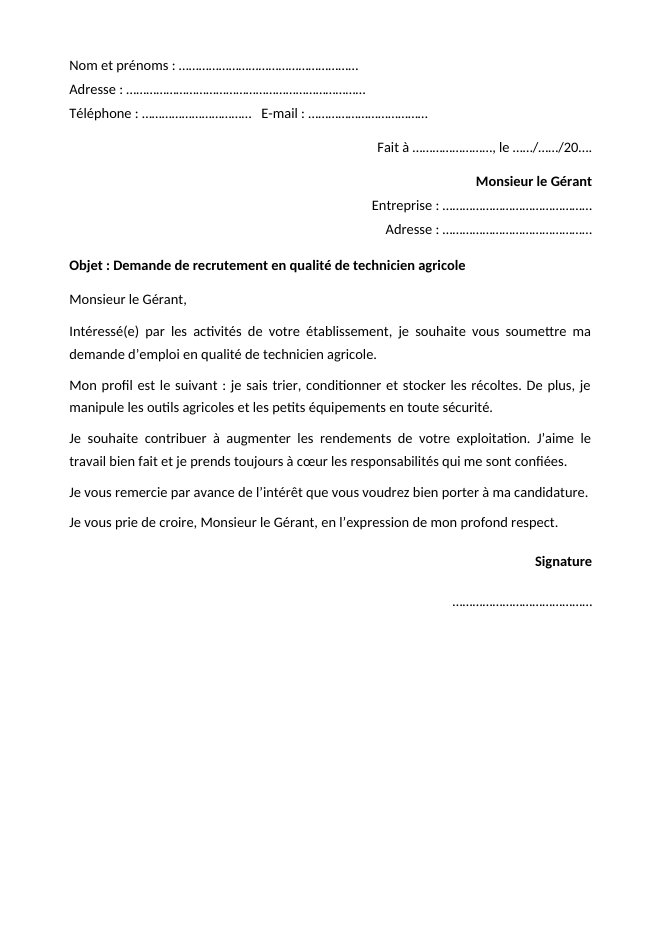 Nom et prénoms : ……………………………………………….
Adresse : ………………………………………………………………
Téléphone : …………………………… E-mail : ………………………………
Fait à ……………………, le ……/……/20….
Monsieur le Gérant
Entreprise : ………………………………………
Adresse : ………………………………………
Objet : Demande de recrutement en qualité de technicien agricole
Monsieur le Gérant,
Intéressé(e) par les activités de votre établissement, je souhaite vous soumettre ma
demande d’emploi en qualité de technicien agricole.
Mon profil est le suivant : je sais trier, conditionner et stocker les récoltes. De plus, je
manipule les outils agricoles et les petits équipements en toute sécurité.
Je souhaite contribuer à augmenter les rendements de votre exploitation. J’aime le
travail bien fait et je prends toujours à cœur les responsabilités qui me sont confiées.
Je vous remercie par avance de l’intérêt que vous voudrez bien porter à ma candidature.
Je vous prie de croire, Monsieur le Gérant, en l’expression de mon profond respect.
Signature
……………………………………